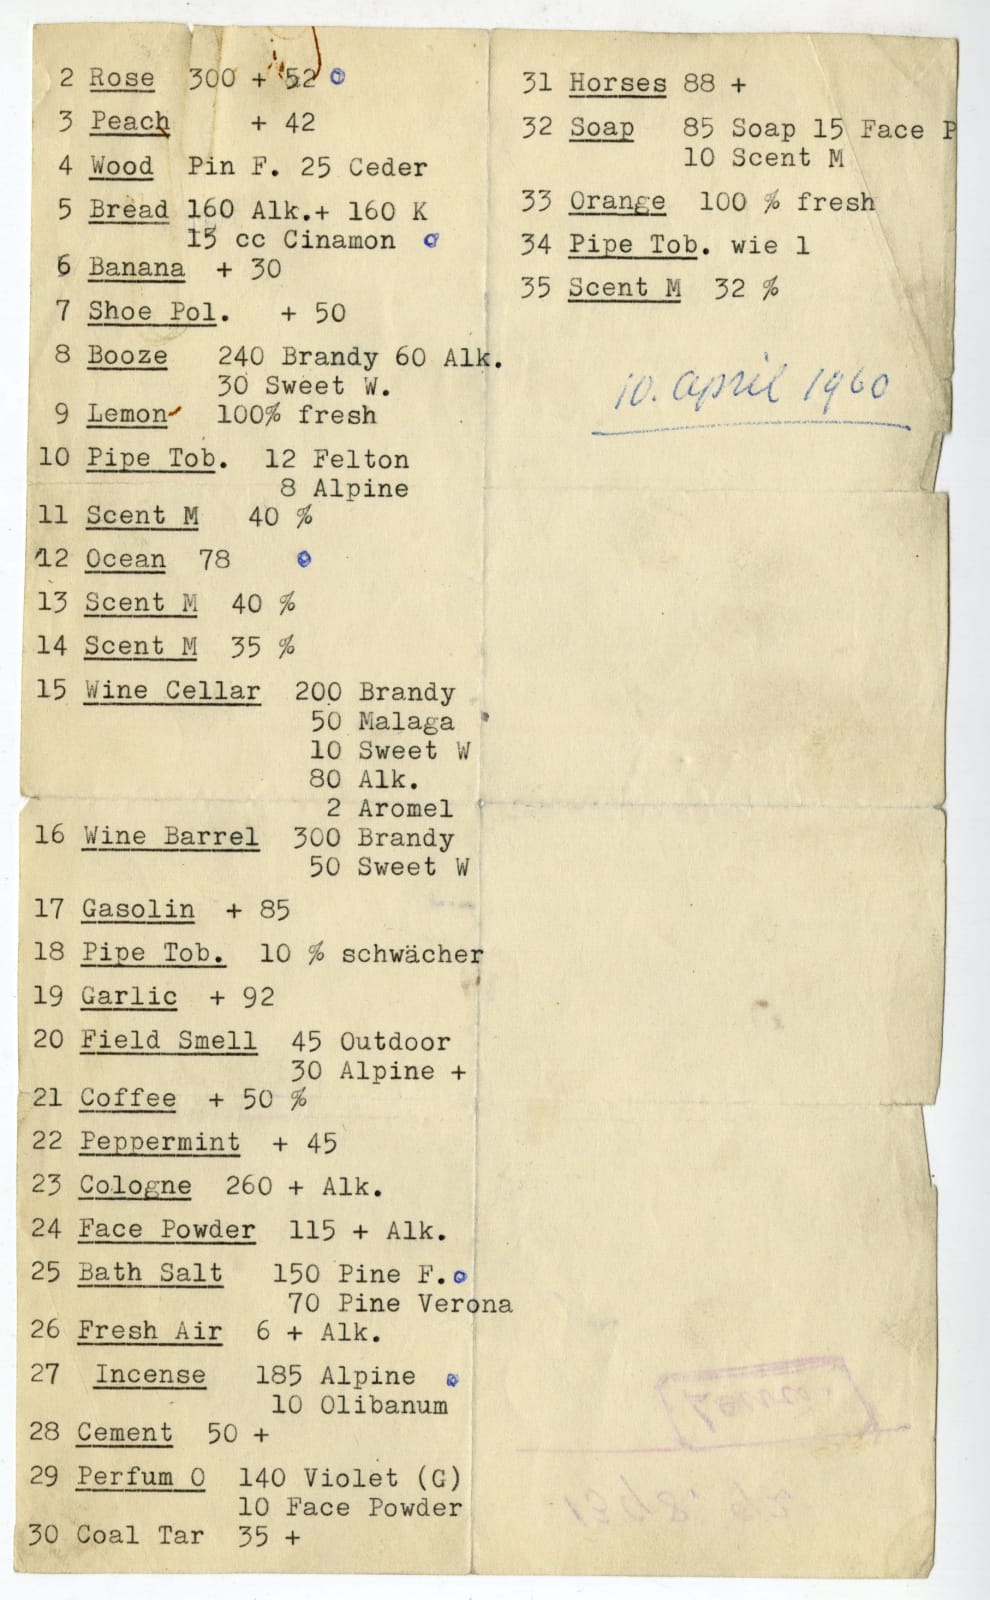 2 Rose 300 + 52
3 Peach + 42
4 Wood Pin F. 25 Ceder
5 Bread 160 Alk.+ 160 K
15 cc Cinamon
6 Banana + 30
7 Shoe Pol. + 50
8 Booze 240 Brandy 60 Alk.
30 Sweet W.
9 Lemon 100% fresh
10 Pipe Tob. 12 Felton
8 Alpine
11 Scent M 40 %
12 Ocean 78
13 Scent M 40 %
14 Scent M 35 %
15 Wine Cellar 200 Brandy
50 Malaga
10 Sweet W
80 Alk.
2 Aromel
16 Wine Barrel 300 Brandy
50 Sweet W
17 Gasolin + 85
18 Pipe Tob. 10 % schwächer
19 Garlic + 92
20 Field Smell 45 Outdoor
30 Alpine +
21 Coffee + 50 %
22 Peppermint + 45
23 Cologne 260 + Alk.
24 Face Powder 115 + Alk.
25 Bath Salt 150 Pine F.
70 Pine Verona
26 Fresh Air 6 + Alk.
27 Incense 185 Alpine
10 Olibanum
28 Cement 50 +
29 Perfum O 140 Violet (G)
10 Face Powder
30 Coal Tar 35 +
31 Horses 88 +
32 Soap 85 Soap 15 Face P
10 Scent M
33 Orange 100 % fresh
34 Pipe Tob. wie 1
35 Scent M 32 %
10. april 1960